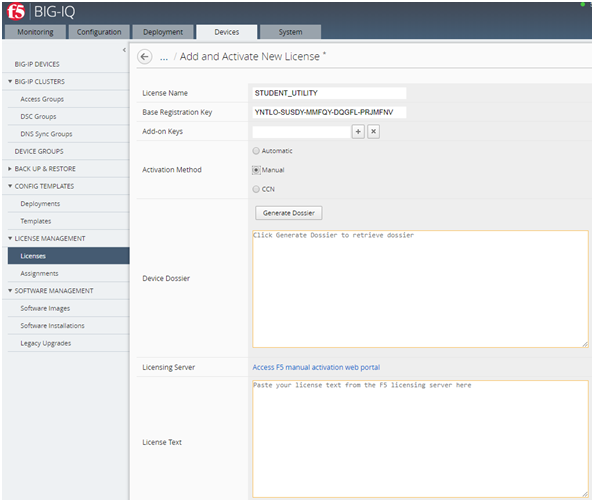 f5 BIG-IQ
Monitoring Configuration Deployment Devices System
BIG-IP DEVICES
BIG-IP CLUSTERS
Access Groups
DSC Groups
DNS Sync Groups
DEVICE GROUPS
BACK UP & RESTORE
CONFIG TEMPLATES
Deployments
Templates
LICENSE MANAGEMENT
Licenses
Assignments
SOFTWARE MANAGEMENT
Software Images
Software Installations
Legacy Upgrades
... / Add and Activate New License *
License Name STUDENT_UTILITY
Base Registration Key YNTLO-SUSDY-MMFQY-DQGFL-PRJMFNV
Add-on Keys + x
Activation Method
Automatic
Manual
CCN
Generate Dossier
Device Dossier
Click Generate Dossier to retrieve dossier
Licensing Server Access F5 manual activation web portal
License Text
Paste your license text from the F5 licensing server here